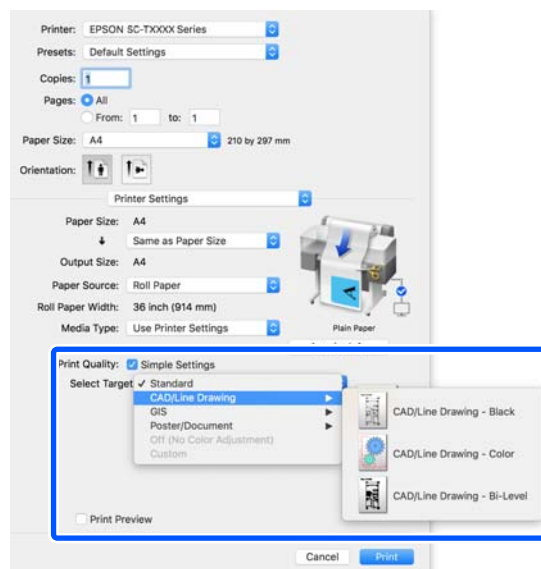 Printer: EPSON SC-TXXXX Series
Presets: Default Settings
Copies: 1
Pages: All
From: 1 to: 1
Paper Size: A4 210 by 297 mm
Orientation:
Printer Settings
Paper Size: A4
Same as Paper Size
Output Size: A4
Paper Source: Roll Paper
Roll Paper Width: 36 inch (914 mm)
Media Type: Use Printer Settings
Plain Paper
Print Quality: Simple Settings
Select Target ✓ Standard
CAD/Line Drawing
GIS
Poster/Document
Off (No Color Adjustment)
Custom
CAD/Line Drawing - Black
CAD/Line Drawing - Color
CAD/Line Drawing - Bi-Level
Print Preview
Cancel Print